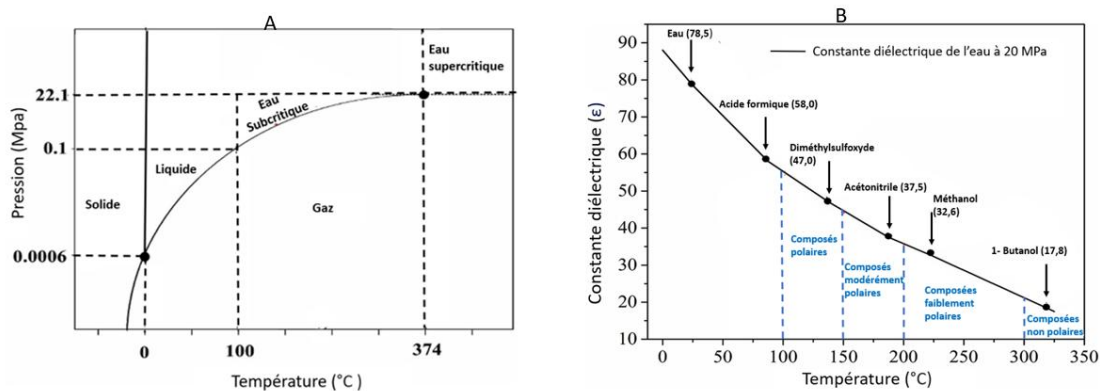 A
Pression (Mpa)
22.1
0.1
0.0006
Eau
supercritique
Eau
Subcritique
Liquide
Solide
Gaz
0
100
374
Température (°C )
B
Constante diélectrique (ε)
90
80
70
60
50
40
30
20
10
Eau (78,5)
Constante diélectrique de l'eau à 20 MPa
Acide formique (58,0)
Diméthylsulfoxyde
(47,0)
Acétonitrile (37,5)
Méthanol
(32,6)
1- Butanol (17,8)
Composés
polaires
Composés
modérément
polaires
Composées
faiblement
polaires
Composées
non polaires
0
50
100
150
200
250
300
350
Température (°C)